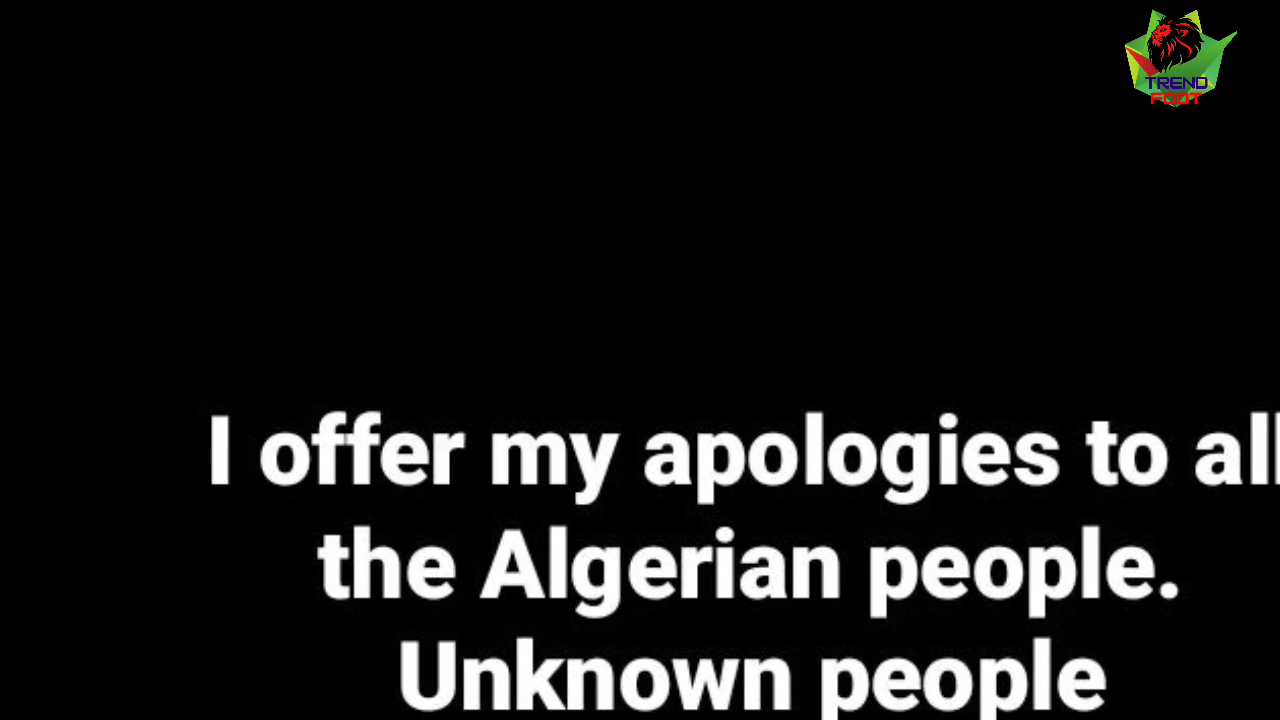 TREND
FOOT
I offer my apologies to all
the Algerian people.
Unknown people